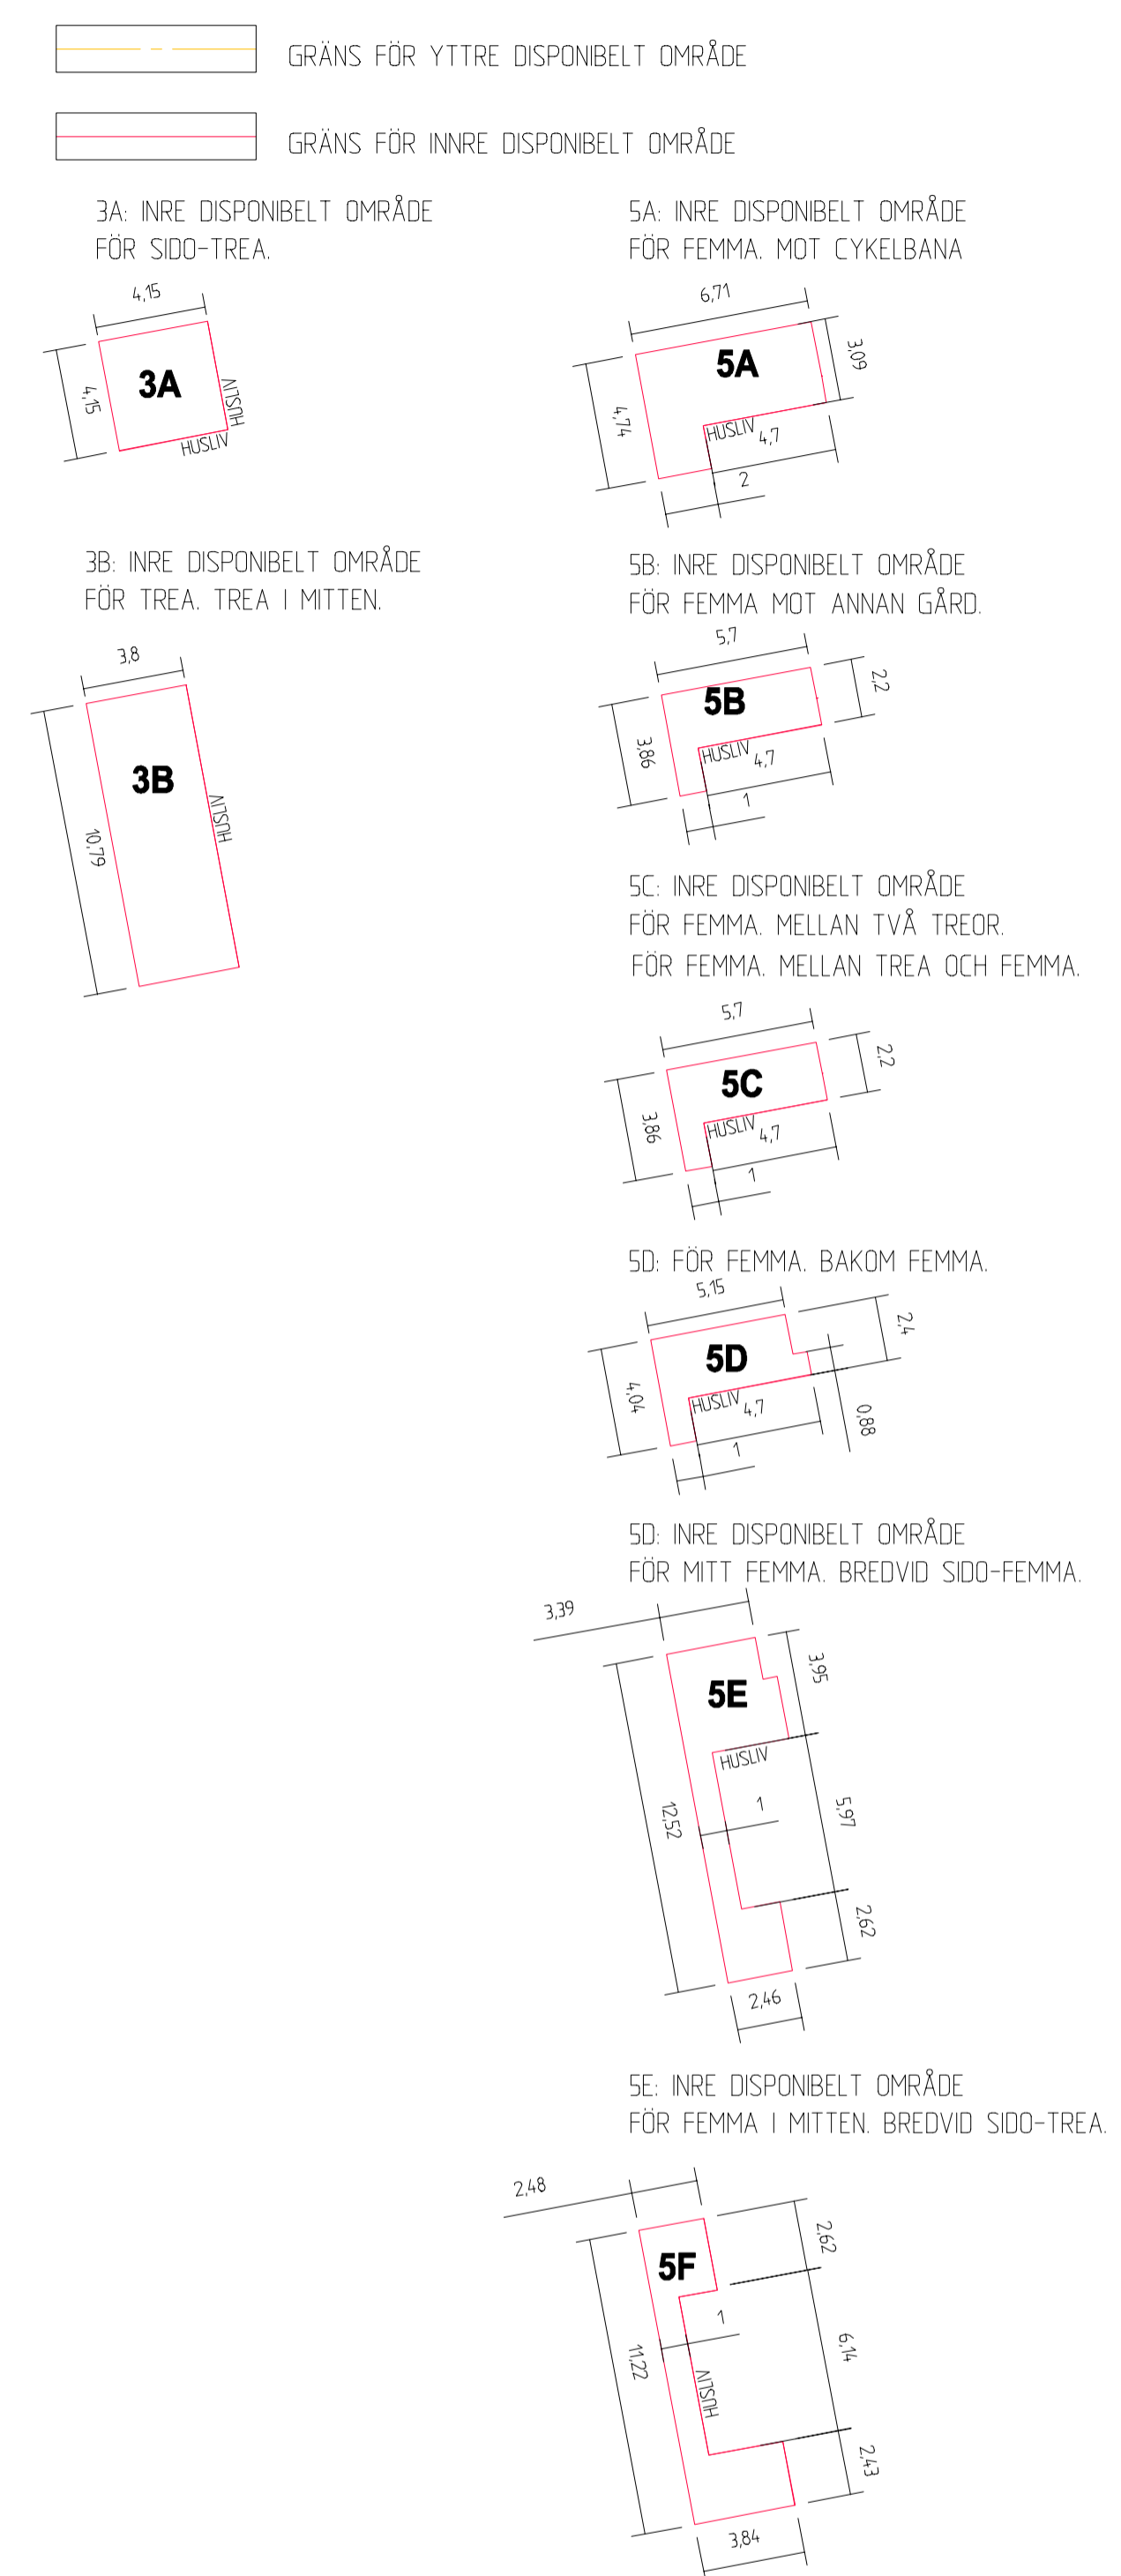 GRÄNS FÖR YTTRE DISPONIBELT OMRÅDE
GRÄNS FÖR INNRE DISPONIBELT OMRÅDE
3A: INRE DISPONIBELT OMRÅDE
FÖR SIDO-TREA.
4,15
4,15
3A
HUSLIV
HUSLIV
3B: INRE DISPONIBELT OMRÅDE
FÖR TREA. TREA I MITTEN.
3,8
10,79
3B
HUSLIV
5A: INRE DISPONIBELT OMRÅDE
FÖR FEMMA. MOT CYKELBANA
6,71
3,09
5A
4,74
HUSLIV
4,7
2
5B: INRE DISPONIBELT OMRÅDE
FÖR FEMMA MOT ANNAN GÅRD.
5,7
2,2
5B
3,86
HUSLIV
4,7
1
5C: INRE DISPONIBELT OMRÅDE
FÖR FEMMA. MELLAN TVÅ TREOR.
FÖR FEMMA. MELLAN TREA OCH FEMMA.
5,7
2,2
5C
3,86
HUSLIV
4,7
1
5D: FÖR FEMMA. BAKOM FEMMA.
5,15
2,4
5D
4,04
HUSLIV
4,7
0,88
1
5D: INRE DISPONIBELT OMRÅDE
FÖR MITT FEMMA. BREDVID SIDO-FEMMA.
3,39
3,95
5E
HUSLIV
12,52
1
5,97
2,62
2,46
5E: INRE DISPONIBELT OMRÅDE
FÖR FEMMA I MITTEN. BREDVID SIDO-TREA.
2,48
2,62
5F
1
11,22
6,14
HUSLIV
2,43
3,84